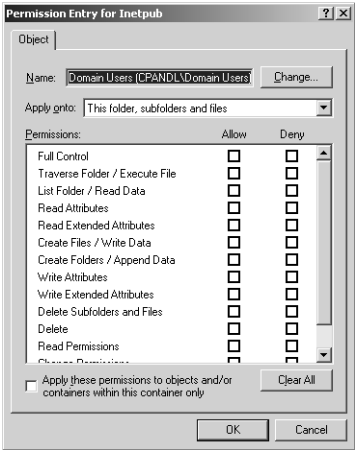 Permission Entry for Inetpub
Object
Name: Domain Users (CPANDL\Domain Users) Change...
Apply onto: This folder, subfolders and files
Permissions: Allow Deny
Full Control
Traverse Folder / Execute File
List Folder / Read Data
Read Attributes
Read Extended Attributes
Create Files / Write Data
Create Folders / Append Data
Write Attributes
Write Extended Attributes
Delete Subfolders and Files
Delete
Read Permissions
Change Permissions
Apply these permissions to objects and/or
containers within this container only
Clear All
OK Cancel